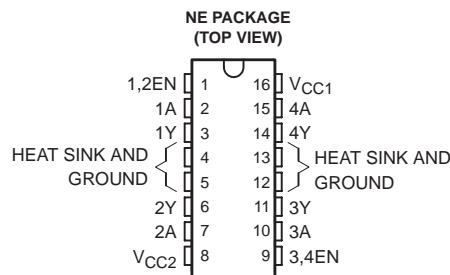 NE PACKAGE
(TOP VIEW)
1,2EN 1 16 VCC1
1A 2 15 4A
1Y 3 14 4Y
HEAT SINK AND 4 13 HEAT SINK AND
GROUND 5 12 GROUND
2Y 6 11 3Y
2A 7 10 3A
VCC2 8 9 3,4EN